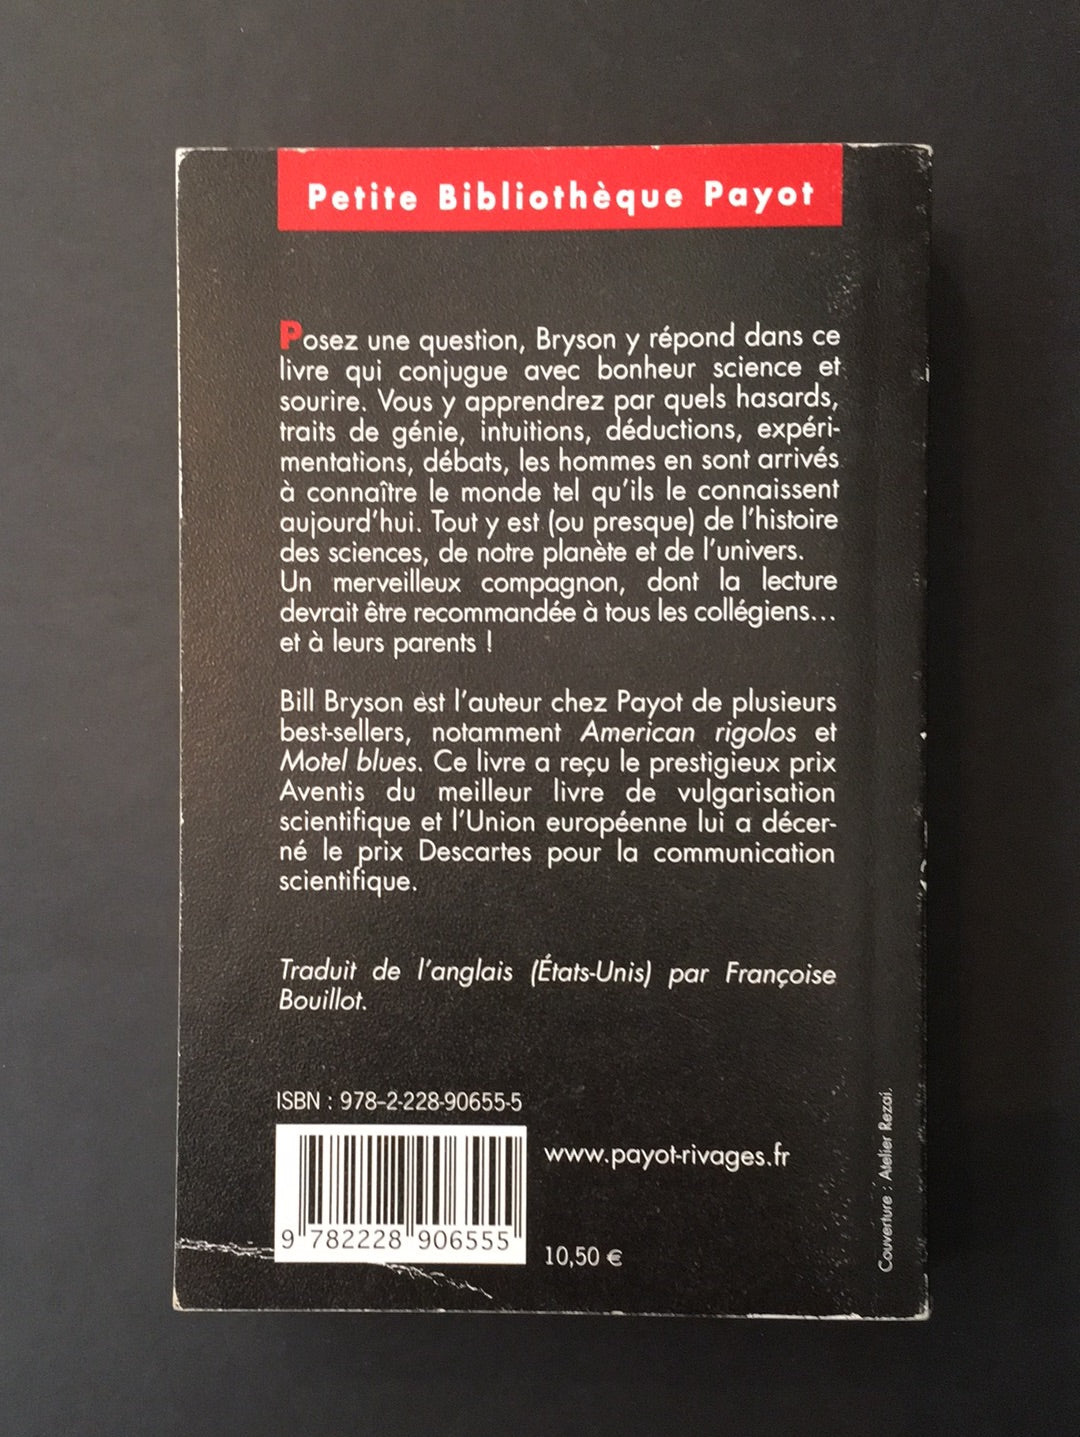 Petite Bibliothèque Payot
Posez une question, Bryson y répond dans ce
livre qui conjugue avec bonheur science et
sourire. Vous y apprendrez par quels hasards,
traits de génie, intuitions, déductions, expéri-
mentations, débats, les hommes en sont arrivés
à connaître le monde tel qu'ils le connaissent
aujourd'hui. Tout y est (ou presque) de l'histoire
des sciences, de notre planète et de l'univers.
Un merveilleux compagnon, dont la lecture
devrait être recommandée à tous les collégiens...
et à leurs parents !
Bill Bryson est l'auteur chez Payot de plusieurs
best-sellers, notamment American rigolos et
Motel blues. Ce livre a reçu le prestigieux prix
Aventis du meilleur livre de vulgarisation
scientifique et l'Union européenne lui a décer-
né le prix Descartes pour la communication
scientifique.
Traduit de l'anglais (États-Unis) par Françoise
Bouillot.
ISBN : 978-2-228-90655-5
www.payot-rivages.fr
9 782228 906555
10,50 €
Couverture : Atelier Rezai.